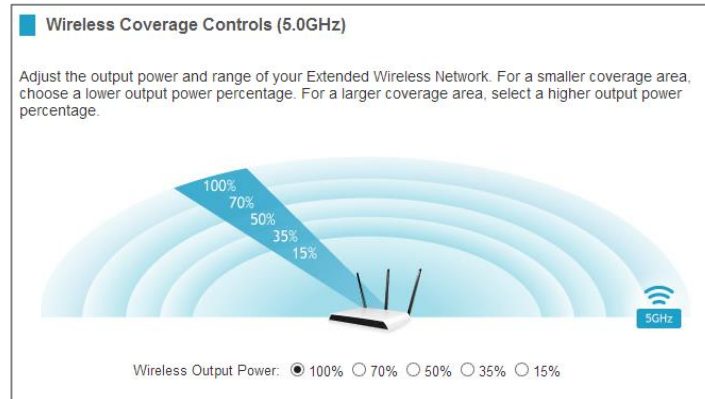 Wireless Coverage Controls (5.0GHz)
Adjust the output power and range of your Extended Wireless Network. For a smaller coverage area,
choose a lower output power percentage. For a larger coverage area, select a higher output power
percentage.
100%
70%
50%
35%
15%
5GHz
Wireless Output Power: 100% 70% 50% 35% 15%